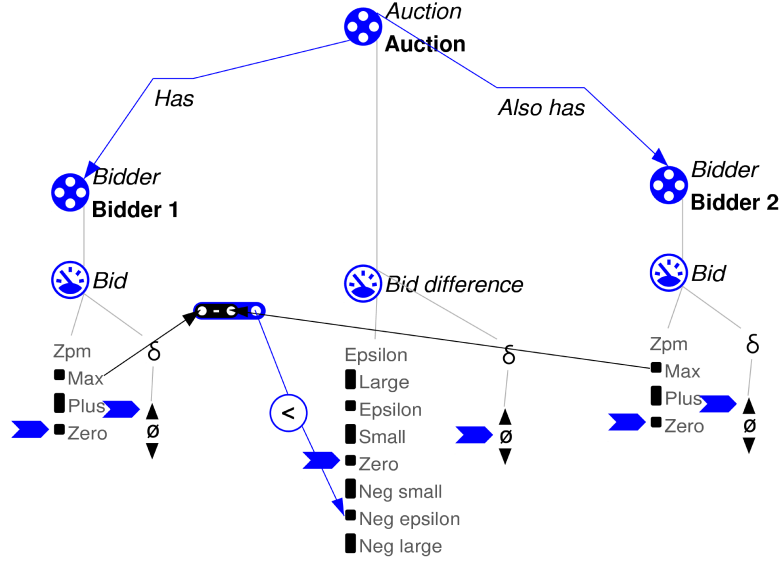 Auction
Auction
Has
Also has
Bidder
Bidder 1
Bidder
Bidder 2
Bid
Bid difference
Bid
Zpm
δ
Max
Plus
Zero
ø
-
<
Epsilon
δ
Large
Epsilon
Small
ø
Zero
Neg small
Neg epsilon
Neg large
Zpm
δ
Max
Plus
Zero
ø